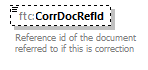 ftc:CorrDocRefId
Reference id of the document
referred to if this is correction